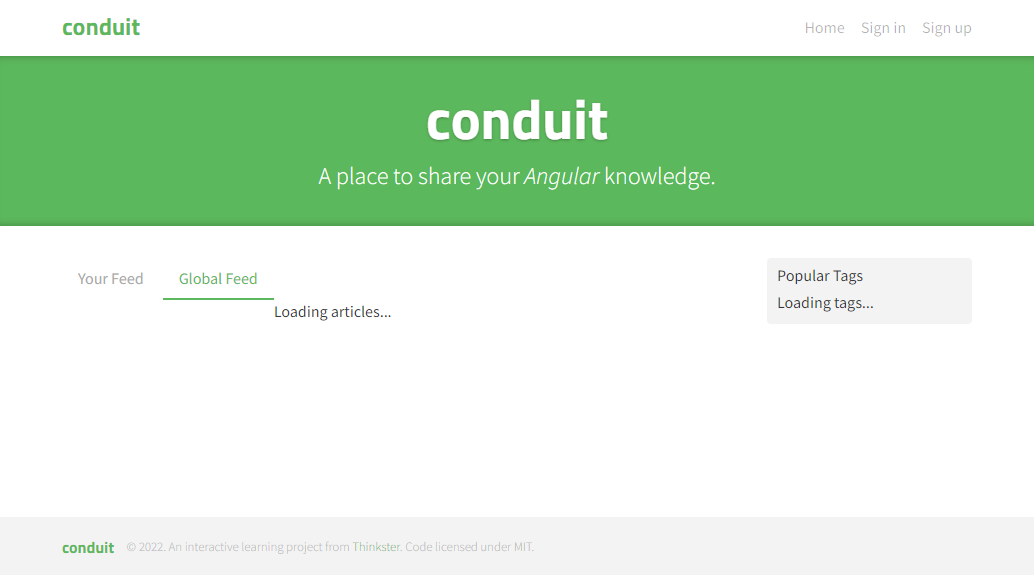 conduit
Home Sign in Sign up
conduit
A place to share your Angular knowledge.
Your Feed Global Feed
Loading articles...
Popular Tags
Loading tags...
conduit © 2022. An interactive learning project from Thinkster. Code licensed under MIT.